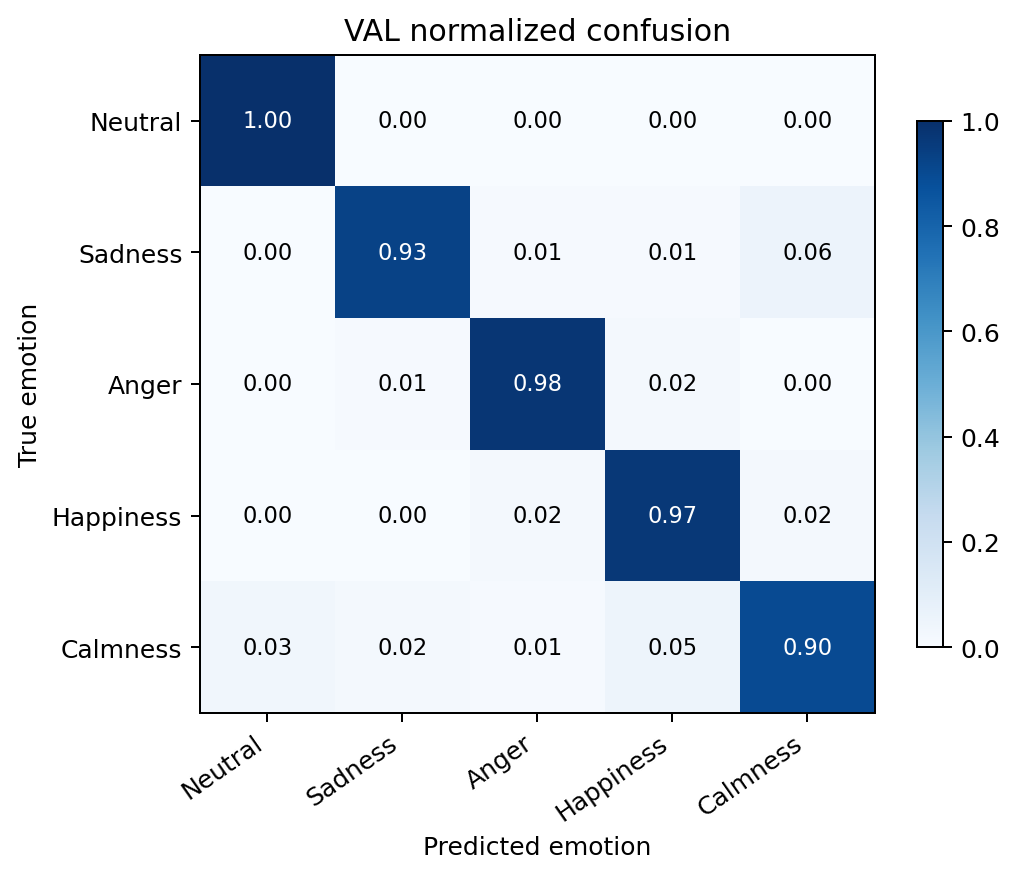 VAL normalized confusion
Neutral 1.00 0.00 0.00 0.00 0.00
Sadness 0.00 0.93 0.01 0.01 0.06
Anger 0.00 0.01 0.98 0.02 0.00
Happiness 0.00 0.00 0.02 0.97 0.02
Calmness 0.03 0.02 0.01 0.05 0.90
True emotion
Neutral Sadness Anger Happiness Calmness
Predicted emotion
1.0
0.8
0.6
0.4
0.2
0.0